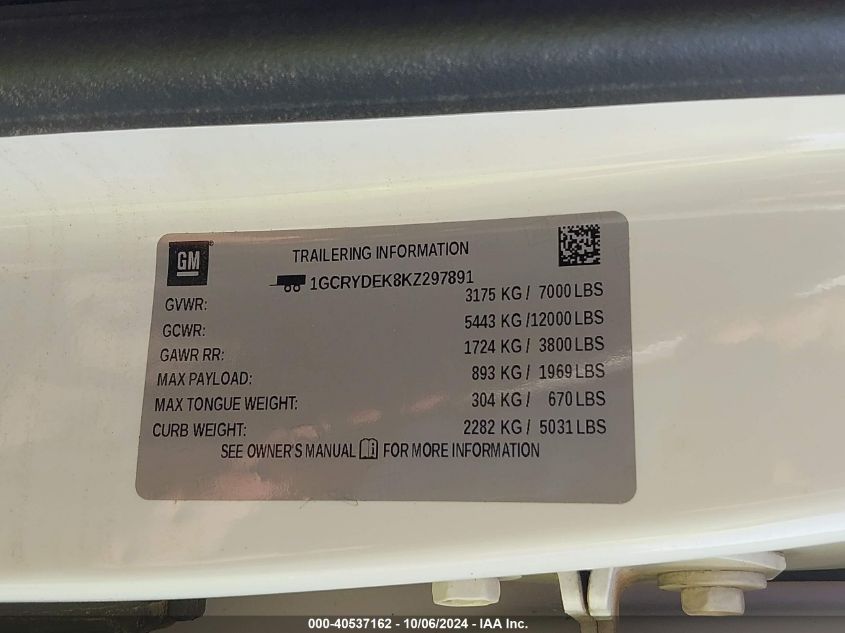 GM
TRAILERING INFORMATION
1GCRYDEK8KZ297891
GVWR: 3175 KG / 7000 LBS
GCWR: 5443 KG /12000 LBS
GAWR RR: 1724 KG / 3800 LBS
MAX PAYLOAD: 893 KG / 1969 LBS
MAX TONGUE WEIGHT: 304 KG / 670 LBS
CURB WEIGHT: 2282 KG / 5031 LBS
SEE OWNER'S MANUAL i FOR MORE INFORMATION
000-40537162 - 10/06/2024 - IAA Inc.